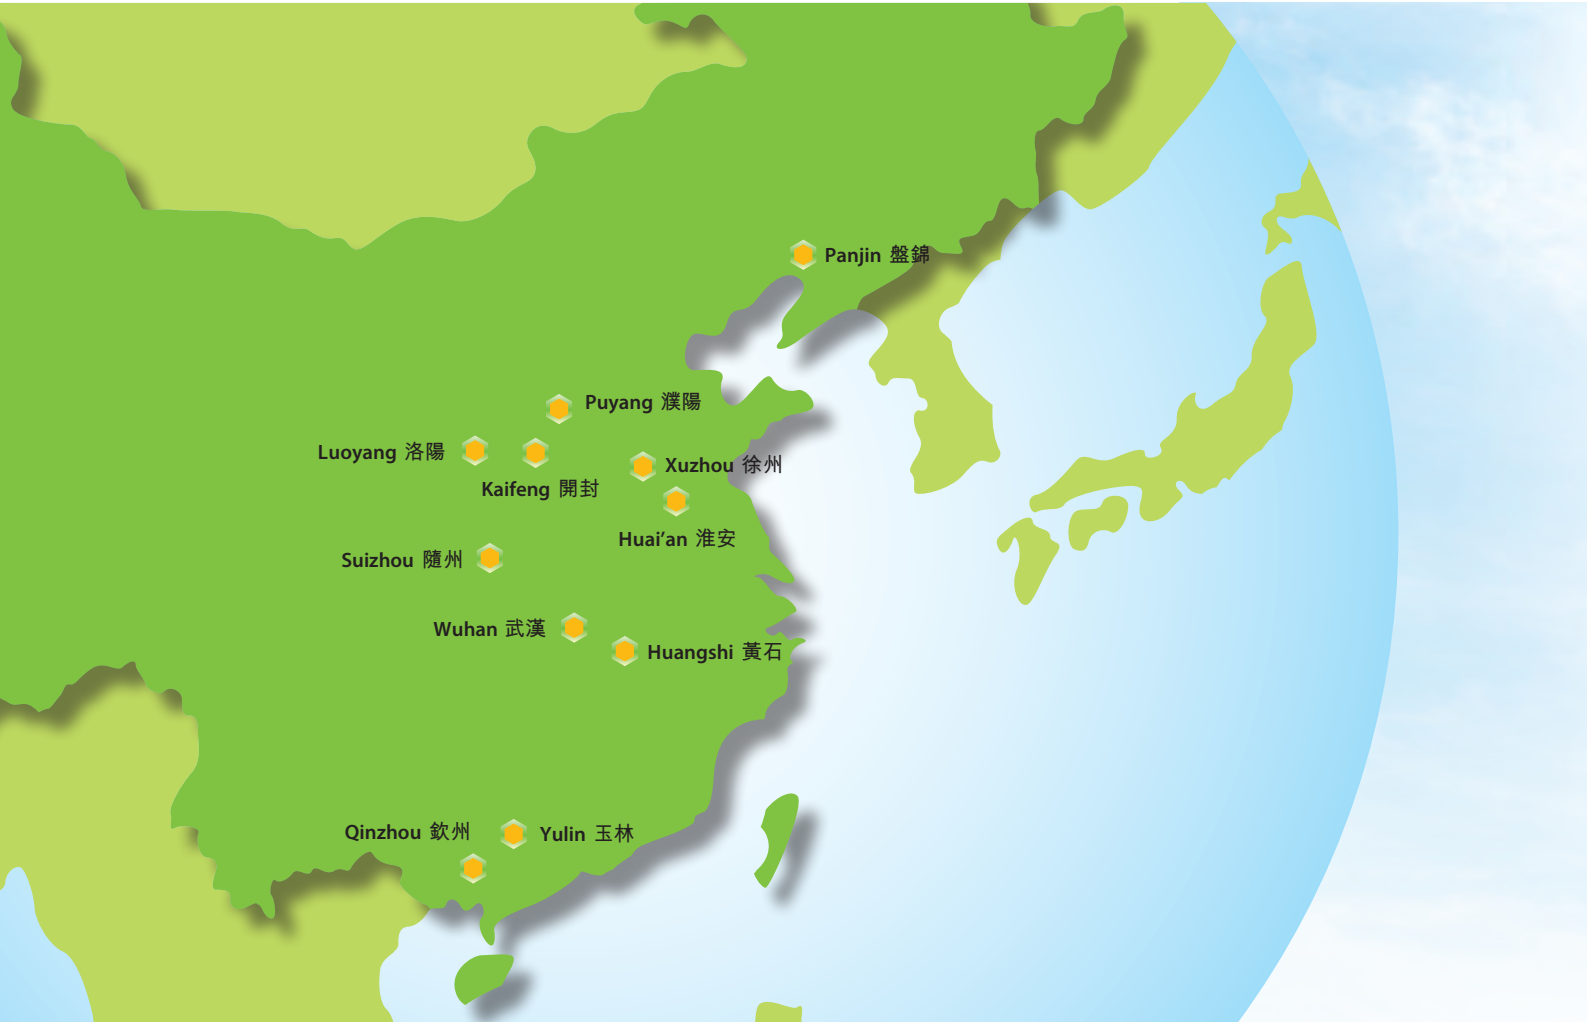 Panjin 盤錦
Puyang 濮陽
Luoyang 洛陽
Xuzhou 徐州
Kaifeng 開封
Huai’an 淮安
Suizhou 隨州
Wuhan 武漢
Huangshi 黃石
Qinzhou 欽州
Yulin 玉林